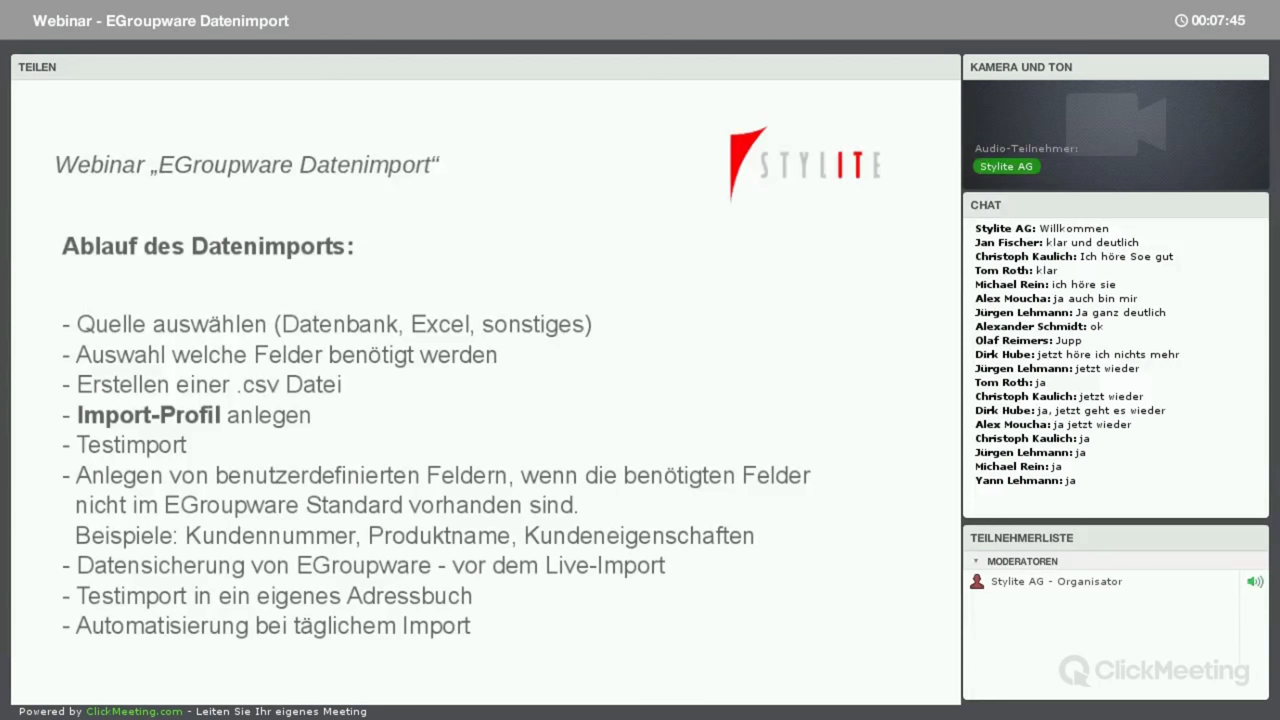 Webinar - EGroupware Datenimport
00:07:45
TEILEN
Webinar „EGroupware Datenimport“
STYLITE
Ablauf des Datenimports:
- Quelle auswählen (Datenbank, Excel, sonstiges)
- Auswahl welche Felder benötigt werden
- Erstellen einer .csv Datei
- Import-Profil anlegen
- Testimport
- Anlegen von benutzerdefinierten Feldern, wenn die benötigten Felder
nicht im EGroupware Standard vorhanden sind.
Beispiele: Kundennummer, Produktname, Kundeneigenschaften
- Datensicherung von EGroupware - vor dem Live-Import
- Testimport in ein eigenes Adressbuch
- Automatisierung bei täglichem Import
KAMERA UND TON
Audio-Teilnehmer:
Stylite AG
CHAT
Stylite AG: Willkommen
Jan Fischer: klar und deutlich
Christoph Kaulich: Ich höre Soe gut
Tom Roth: klar
Michael Rein: ich höre sie
Alex Moucha: ja auch bin mir
Jürgen Lehmann: Ja ganz deutlich
Alexander Schmidt: ok
Olaf Reimers: Jupp
Dirk Hube: jetzt höre ich nichts mehr
Jürgen Lehmann: jetzt wieder
Tom Roth: ja
Christoph Kaulich: jetzt wieder
Dirk Hube: ja, jetzt geht es wieder
Alex Moucha: ja jetzt wieder
Christoph Kaulich: ja
Jürgen Lehmann: ja
Michael Rein: ja
Yann Lehmann: ja
TEILNEHMERLISTE
MODERATOREN
Stylite AG - Organisator
ClickMeeting
Powered by ClickMeeting.com - Leiten Sie Ihr eigenes Meeting